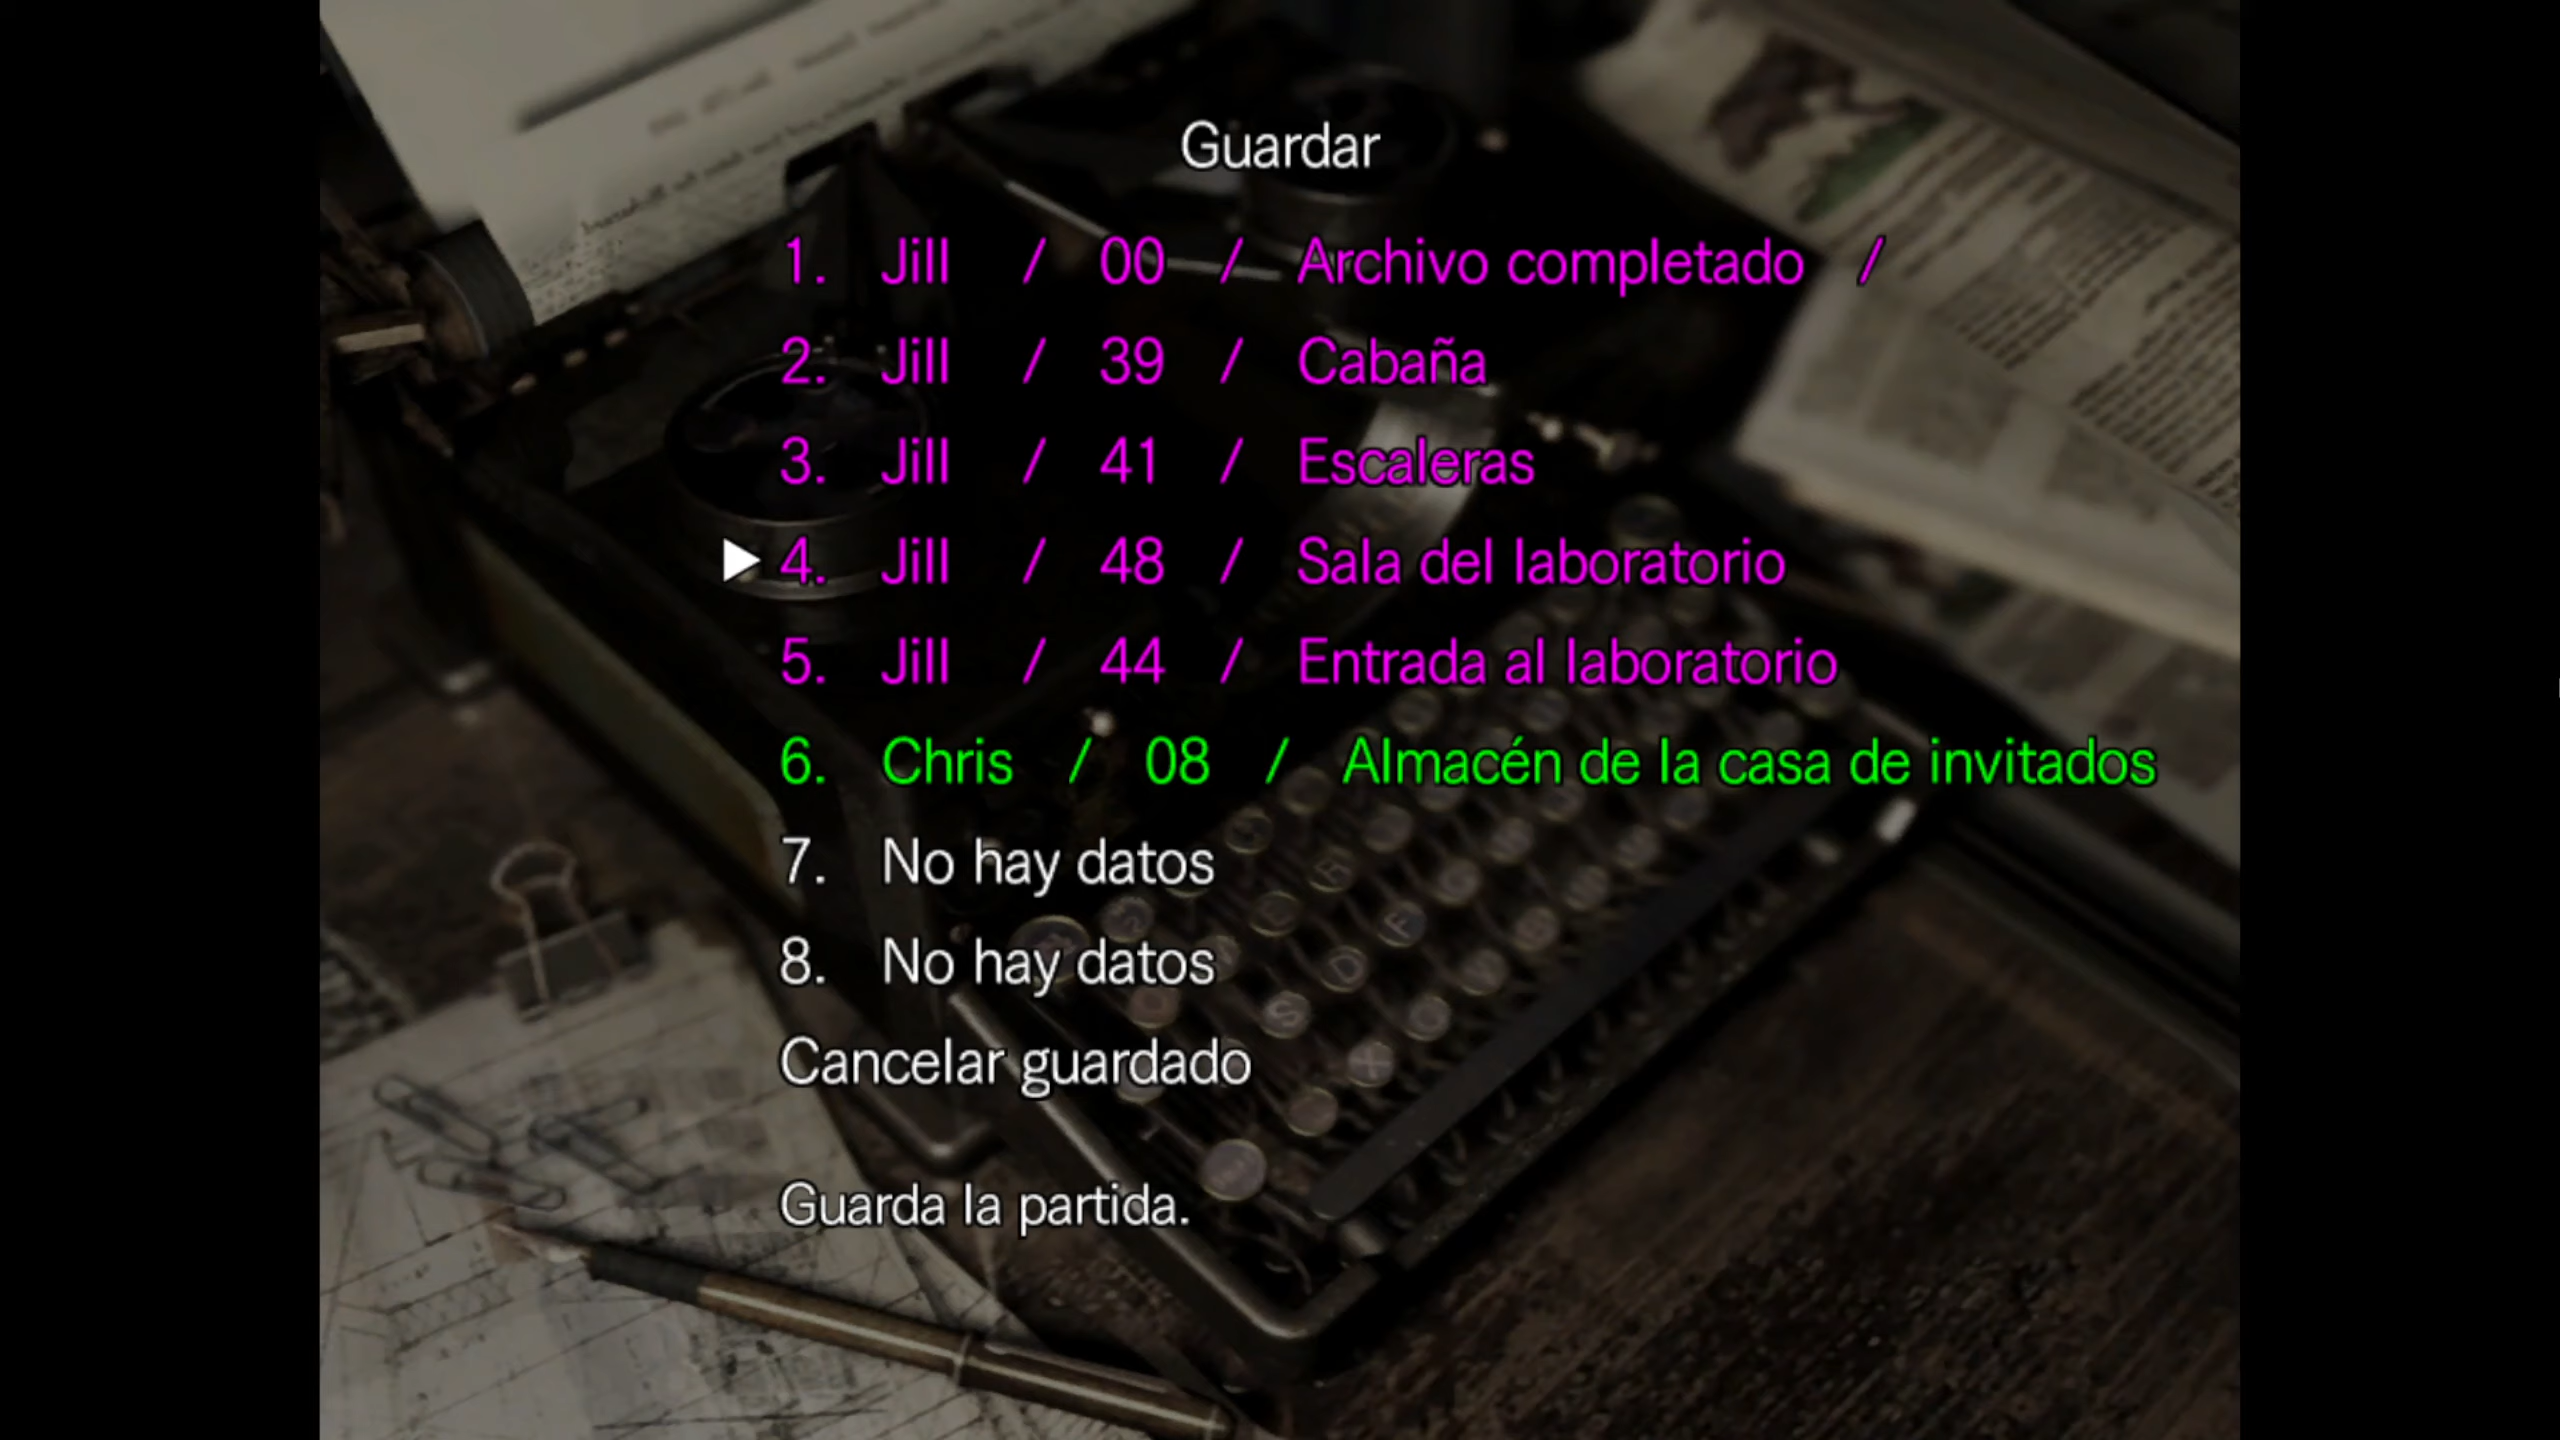 Guardar
1. Jill / 00 / Archivo completado /
2. Jill / 39 / Cabaña
3. Jill / 41 / Escaleras
4. Jill / 48 / Sala del laboratorio
5. Jill / 44 / Entrada al laboratorio
6. Chris / 08 / Almacén de la casa de invitados
7. No hay datos
8. No hay datos
Cancelar guardado
Guarda la partida.